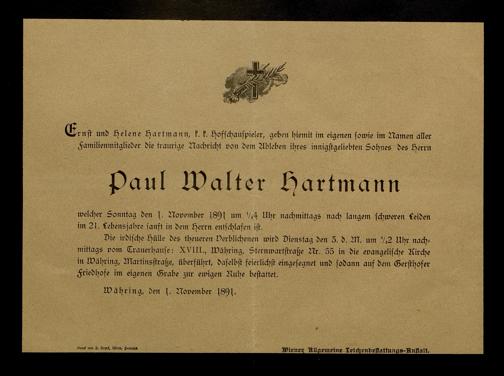 Ernst und Helene Hartmann, k. k. Hofschauspieler, geben hiemit im eigenen sowie im Namen aller
Familienmitglieder die traurige Nachricht von dem Ableben ihres innigstgeliebten Sohnes des Herrn
Paul Walter Hartmann
welcher Sonntag den 1. November 1891 um ¼4 Uhr nachmittags nach langem schweren Leiden
im 21. Lebensjahre sanft in dem Herrn entschlafen ist.
Die irdische Hülle des theueren Verblichenen wird Dienstag den 3. d. M. um ½2 Uhr nach-
mittags vom Trauerhause: XVIII., Währing, Sternwartstraße Nr. 55 in die evangelische Kirche
in Währing, Martinsstraße, überführt, daselbst feierlichst eingesegnet und sodann auf dem Gersthofer
Friedhofe im eigenen Grabe zur ewigen Ruhe bestattet.
Währing, den 1. November 1891.
Wiener Allgemeine Leichenbestattungs-Anstalt.